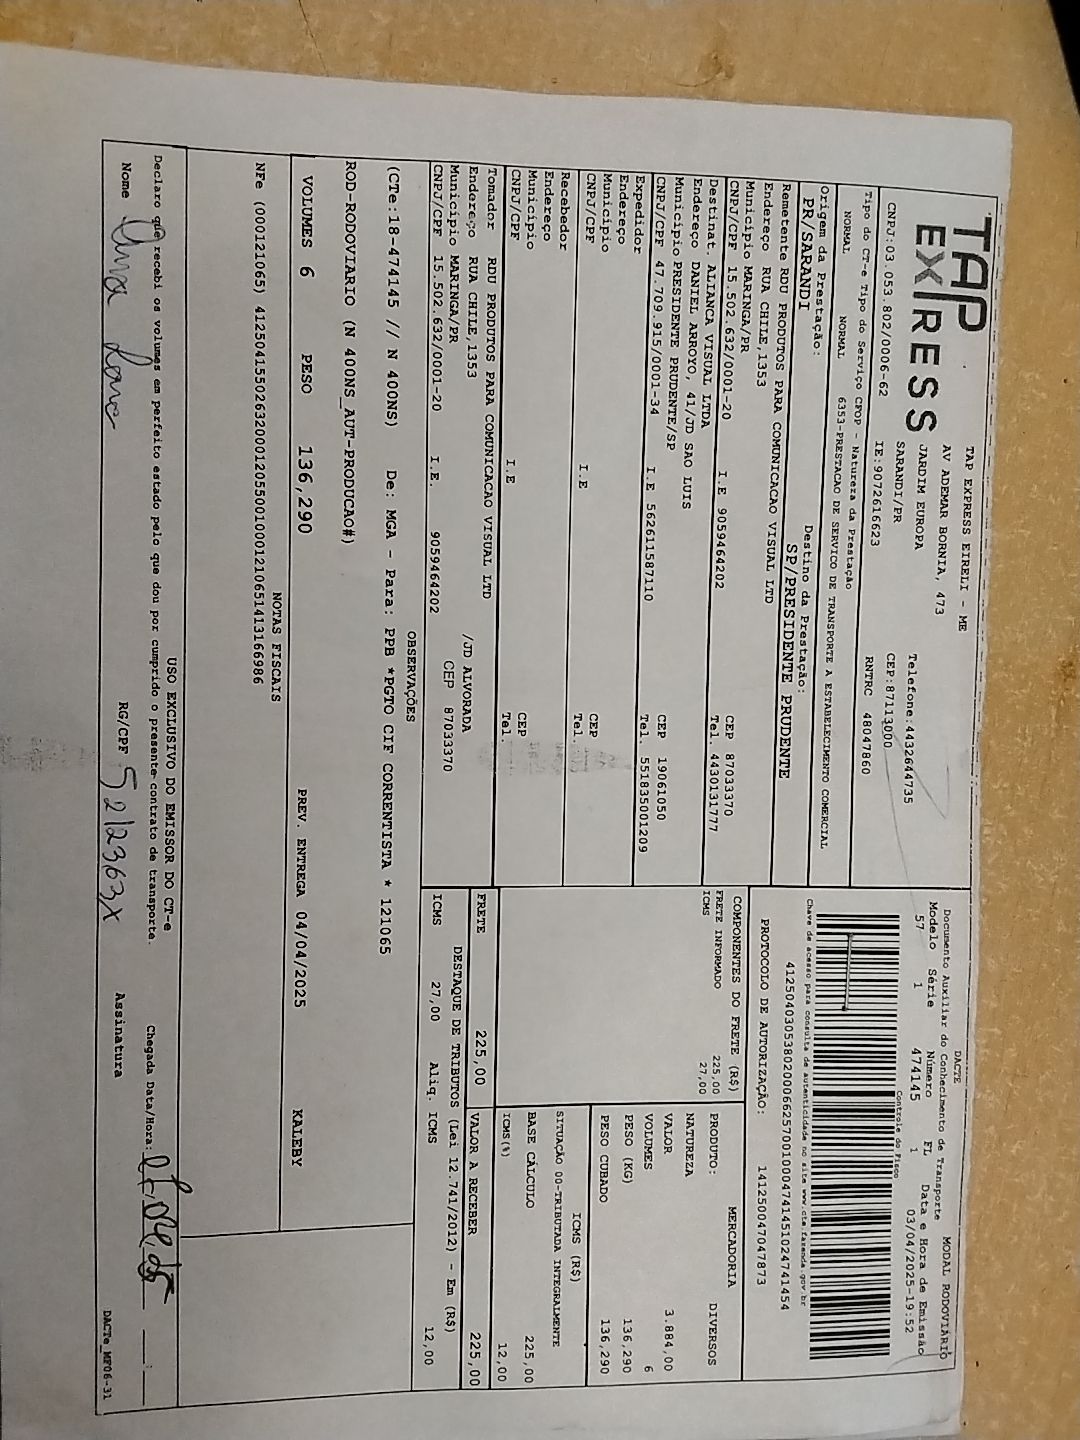 TAP
EXPRESS
TAP EXPRESS EIRELI - ME
AV ADEMAR BORNIA, 473
JARDIM EUROPA
SARANDI/PR
Telefone:4432644735
CEP:87113000
CNPJ:03.053.802/0006-62 IE:9072616623 RNTRC 48047860
Tipo do CT-e Tipo do Serviço CFOP - Natureza da Prestação
NORMAL NORMAL 6353-PRESTACAO DE SERVICO DE TRANSPORTE A ESTABELECIMENTO COMERCIAL
Origem da Prestação: Destino da Prestação:
PR/SARANDI SP/PRESIDENTE PRUDENTE
Remetente RDU PRODUTOS PARA COMUNICACAO VISUAL LTD
Endereço RUA CHILE,1353
Município MARINGA/PR CEP 87033370
CNPJ/CPF 15.502.632/0001-20 I.E 9059464202 Tel. 4430131777
Destinat. ALIANCA VISUAL LTDA
Endereço DANIEL ARROYO, 41/JD SAO LUIS
Município PRESIDENTE PRUDENTE/SP CEP 19061050
CNPJ/CPF 47.709.915/0001-34 I.E 562611587110 Tel. 551835001209
Expedidor
Endereço
Município CEP
CNPJ/CPF I.E Tel.
Recebedor
Endereço
Município CEP
CNPJ/CPF I.E Tel.
Tomador RDU PRODUTOS PARA COMUNICACAO VISUAL LTD
Endereço RUA CHILE,1353 /JD ALVORADA
Município MARINGA/PR CEP 87033370
CNPJ/CPF 15.502.632/0001-20 I.E. 9059464202
DACTE
Documento Auxiliar do Conhecimento de Transporte MODAL RODOVIÁRIO
Modelo Série Número FL Data e Hora de Emissão
57 1 474145 1 03/04/2025-19:52
Controle do Fisco
Chave de acesso para consulta de autenticidade no site www.cte.fazenda.gov.br
41250403053802000662570010004741451024741454
PROTOCOLO DE AUTORIZAÇÃO: 141250047047873
COMPONENTES DO FRETE (R$)
FRETE INFORMADO 225,00
ICMS 27,00
MERCADORIA
PRODUTO: DIVERSOS
NATUREZA
VALOR 3.884,00
VOLUMES 6
PESO (KG) 136,290
PESO CUBADO 136,290
ICMS (R$)
SITUAÇÃO 00-TRIBUTADA INTEGRALMENTE
BASE CÁLCULO 225,00
ICMS(%) 12,00
FRETE 225,00 VALOR A RECEBER 225,00
DESTAQUE DE TRIBUTOS (Lei 12.741/2012) - Em (R$)
ICMS 27,00 Aliq. ICMS 12,00
OBSERVAÇÕES
(CTe:18-474145 // N 400NS) De: MGA - Para: PPB *PGTO CIF CORRENTISTA * 121065
ROD-RODOVIARIO (N 400NS_AUT-PRODUCAO#)
VOLUMES 6 PESO 136,290 PREV. ENTREGA 04/04/2025 KALEBY
NOTAS FISCAIS
NFe (000121065) 41250415502632000120550010001210651413166986
USO EXCLUSIVO DO EMISSOR DO CT-e
Declaro que recebi os volumes em perfeito estado pelo que dou por cumprido o presente contrato de transporte. Chegada Data/Hora:
Nome RG/CPF 5212363x Assinatura
DACTe_MF06-31